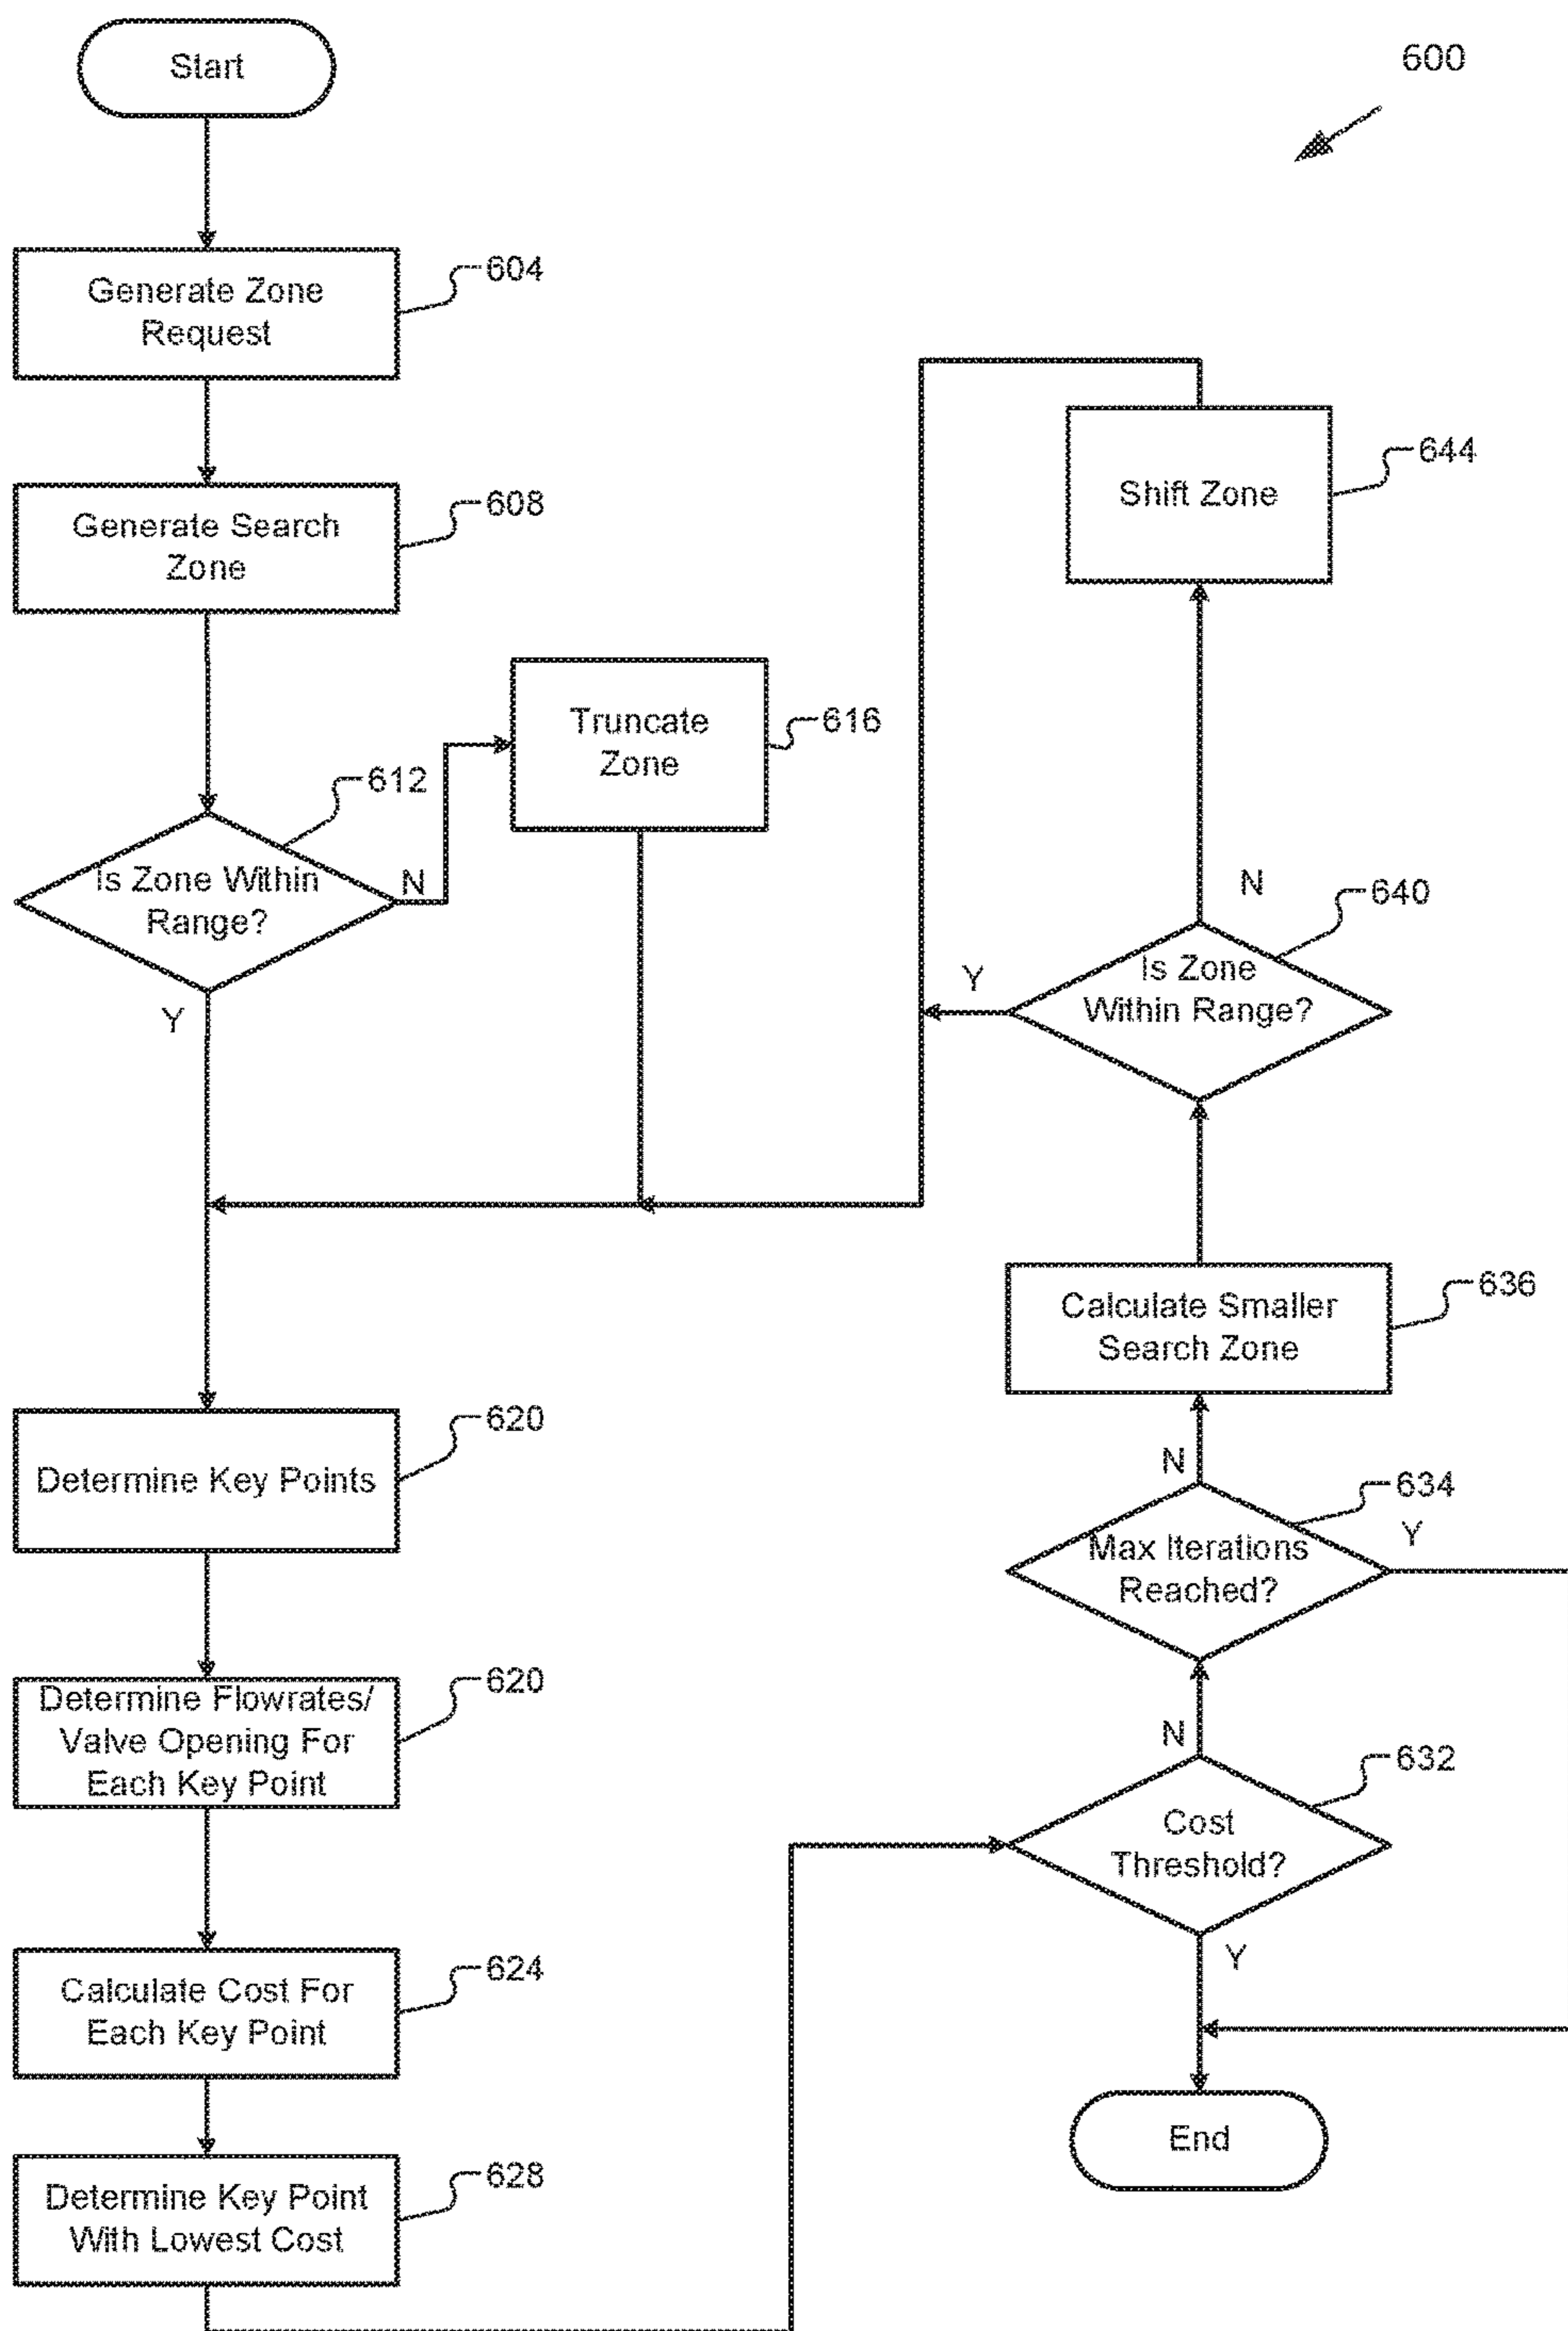 Start
600
Generate Zone
Request
604
Generate Search
Zone
608
Is Zone Within
Range?
612
N
Y
Truncate
Zone
616
Determine Key Points
620
Determine Flowrates/
Valve Opening For
Each Key Point
620
Calculate Cost For
Each Key Point
624
Determine Key Point
With Lowest Cost
628
Cost
Threshold?
632
N
Y
Max Iterations
Reached?
634
N
Y
Calculate Smaller
Search Zone
636
Is Zone
Within Range?
640
Y
N
Shift Zone
644
End